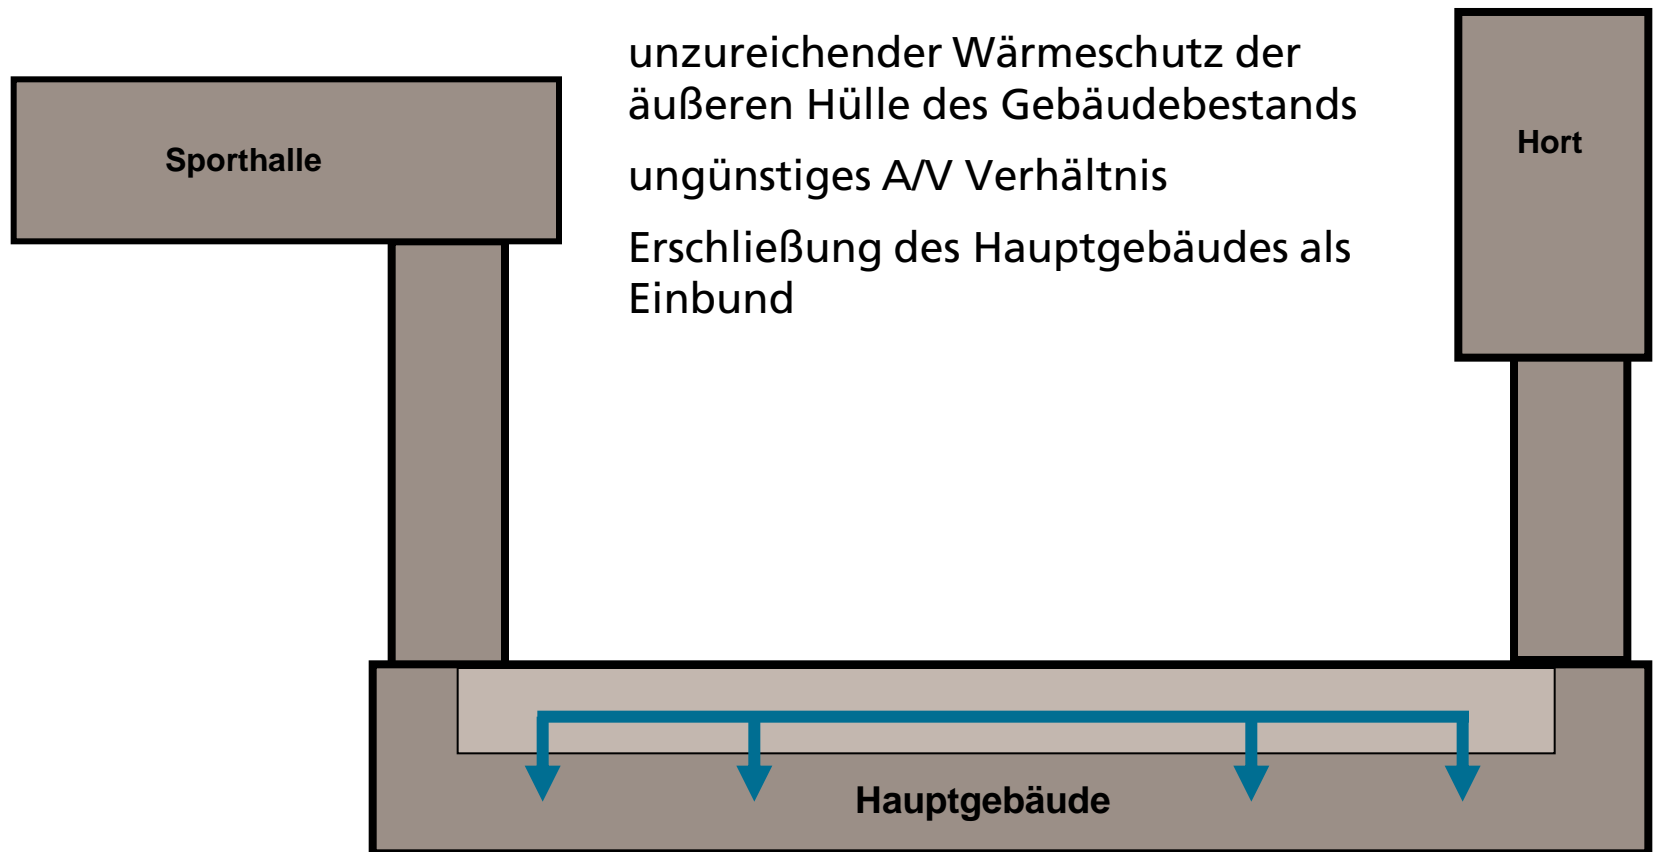 unzureichender Wärmeschutz der
äußeren Hülle des Gebäudebestands
ungünstiges A/V Verhältnis
Erschließung des Hauptgebäudes als
Einbund
Sporthalle
Hort
Hauptgebäude